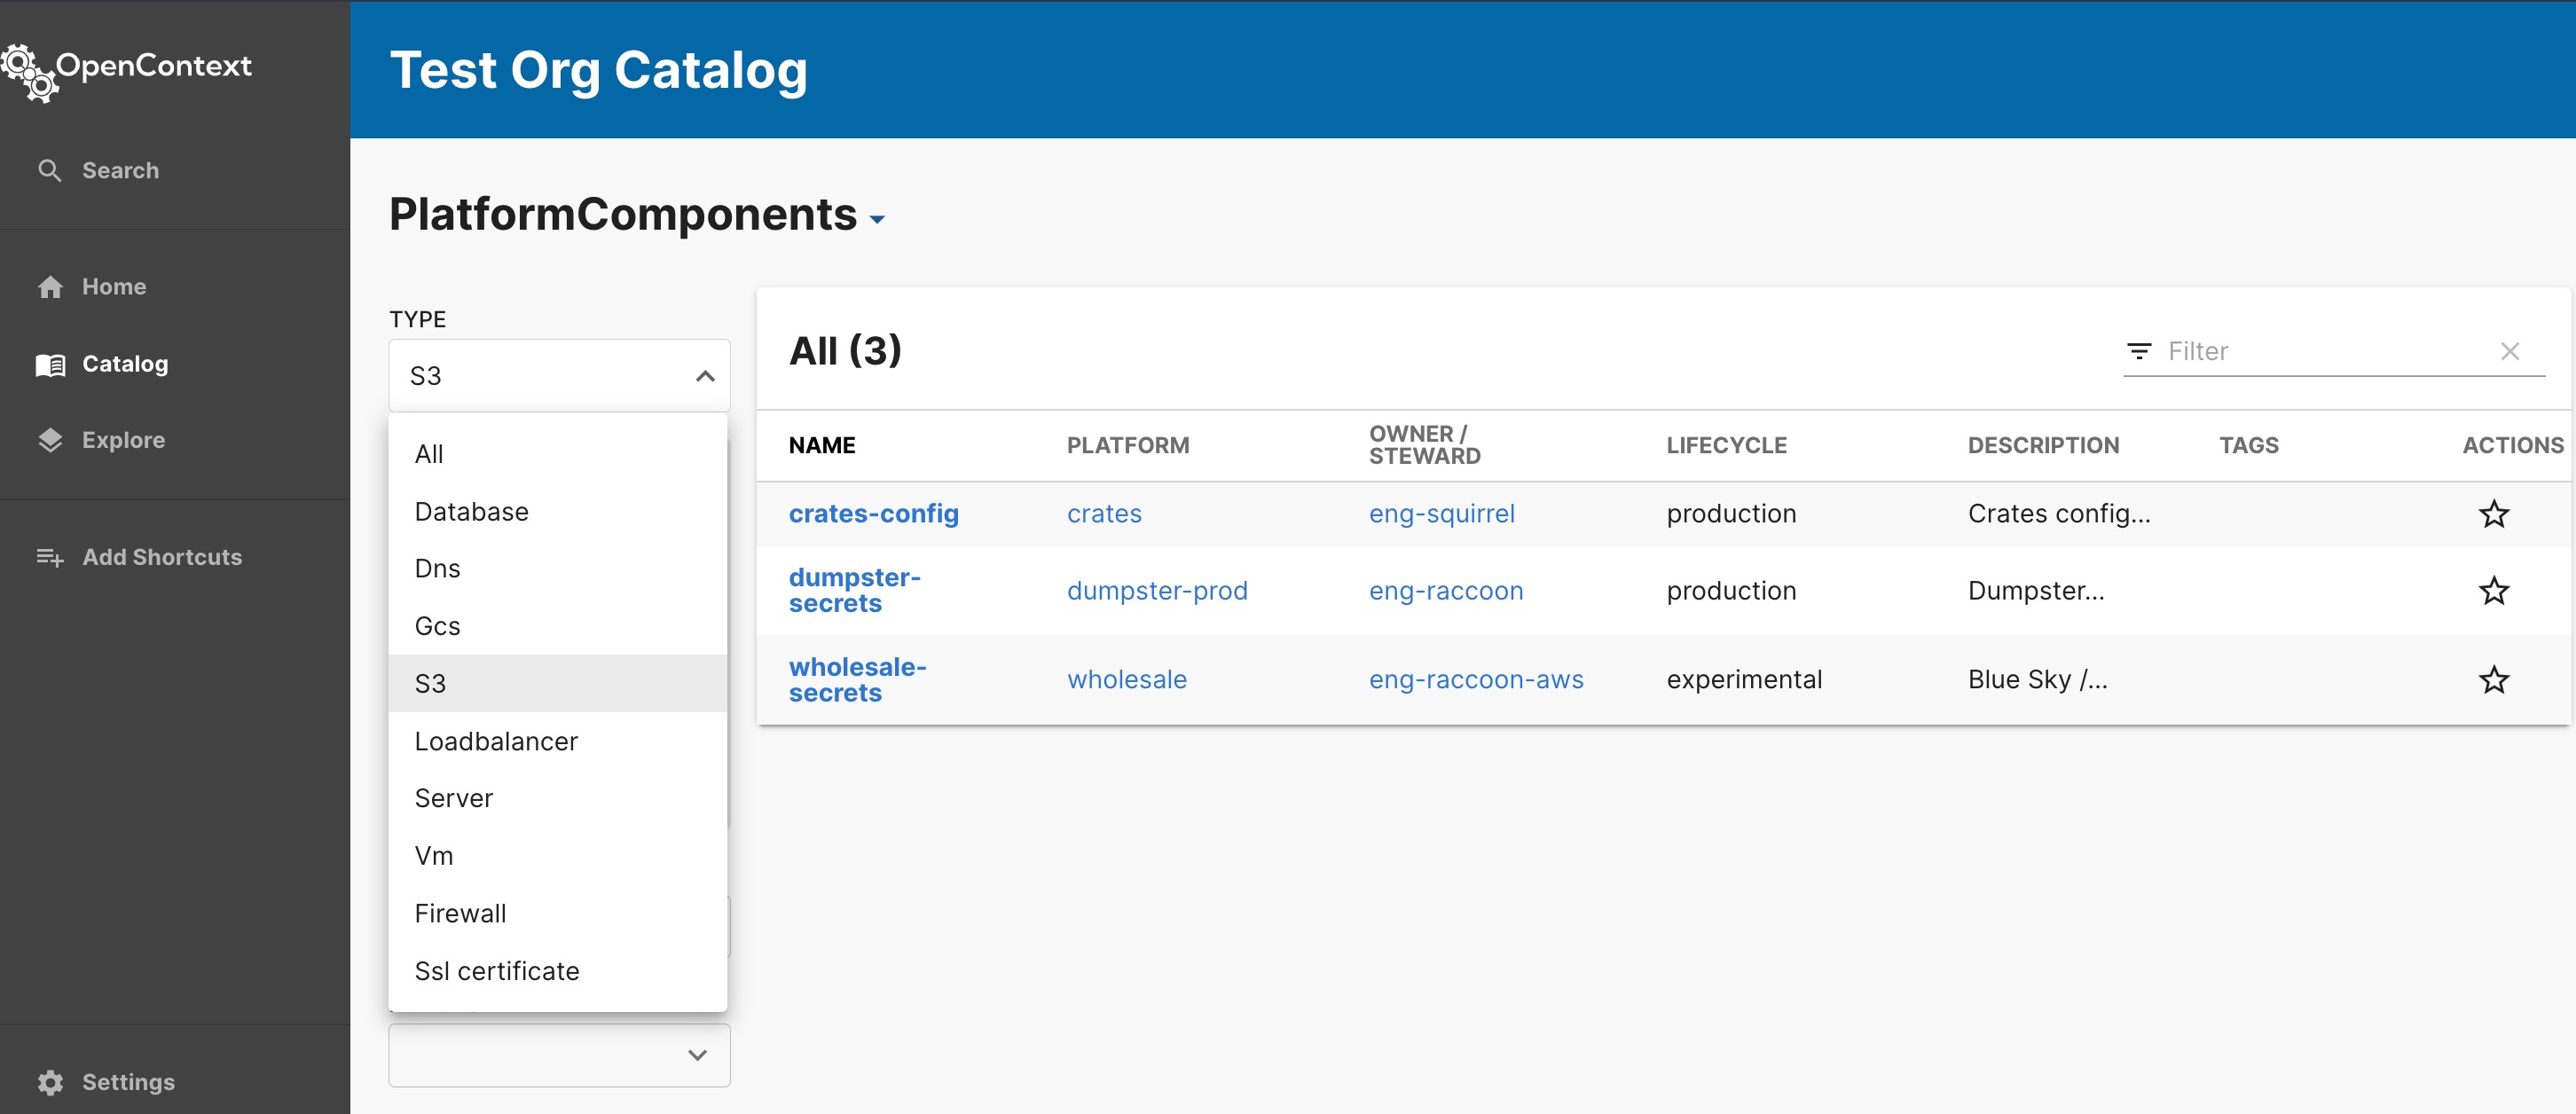 OpenContext
Search
Home
Catalog
Explore
Add Shortcuts
Settings
Test Org Catalog
PlatformComponents
TYPE
S3
All
Database
Dns
Gcs
S3
Loadbalancer
Server
Vm
Firewall
Ssl certificate
All (3)
Filter
NAME PLATFORM OWNER / STEWARD LIFECYCLE DESCRIPTION TAGS ACTIONS
crates-config crates eng-squirrel production Crates config...
dumpster-secrets dumpster-prod eng-raccoon production Dumpster...
wholesale-secrets wholesale eng-raccoon-aws experimental Blue Sky /...